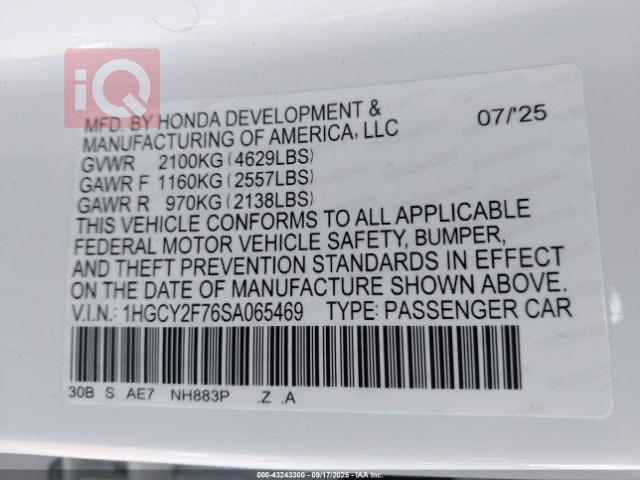 iQ
MFD. BY HONDA DEVELOPMENT &
MANUFACTURING OF AMERICA, LLC
07/'25
GVWR 2100KG (4629LBS)
GAWR F 1160KG (2557LBS)
GAWR R 970KG (2138LBS)
THIS VEHICLE CONFORMS TO ALL APPLICABLE
FEDERAL MOTOR VEHICLE SAFETY, BUMPER,
AND THEFT PREVENTION STANDARDS IN EFFECT
ON THE DATE OF MANUFACTURE SHOWN ABOVE.
V.I.N.: 1HGCY2F76SA065469 TYPE: PASSENGER CAR
30B S AE7 NH883P .Z .A
000-43243300 - 09/17/2025 - IAA Inc.